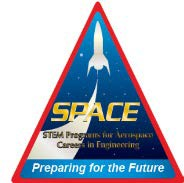 SPACE
STEM Programs for Aerospace
Careers in Engineering
Preparing for the Future